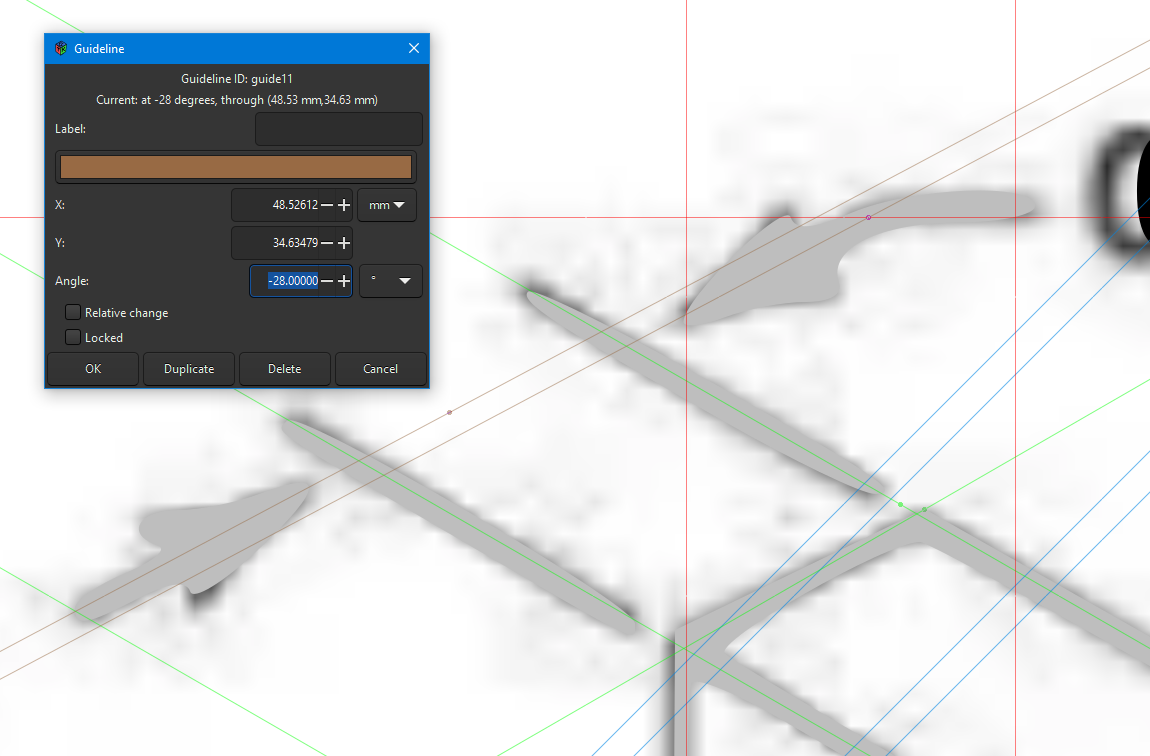 Guideline
Guideline ID: guide11
Current: at -28 degrees, through (48.53 mm,34.63 mm)
Label:
X: 48.52612 mm
Y: 34.63479
Angle: -28.00000 °
Relative change
Locked
OK Duplicate Delete Cancel